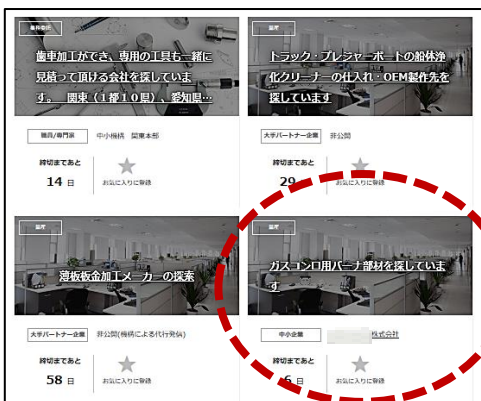 歯車加工ができ、専用の工具も一緒に
見積って頂ける会社を探していま
す。 関東（1都10県）、愛知県…
職員/専門家 中小機構 関東本部
締切まであと
14 日
お気に入りに登録
トラック・プレジャーボートの船体浄
化クリーナーの仕入れ・OEM製作先を
探しています
大手パートナー企業 非公開
締切まであと
29 日
お気に入りに登録
薄板板金加工メーカーの探索
大手パートナー企業 非公開(機構による代行発信)
締切まであと
58 日
お気に入りに登録
ガスコンロ用バーナ部材を探していま
す
中小企業 株式会社
締切まであと
6 日
お気に入りに登録